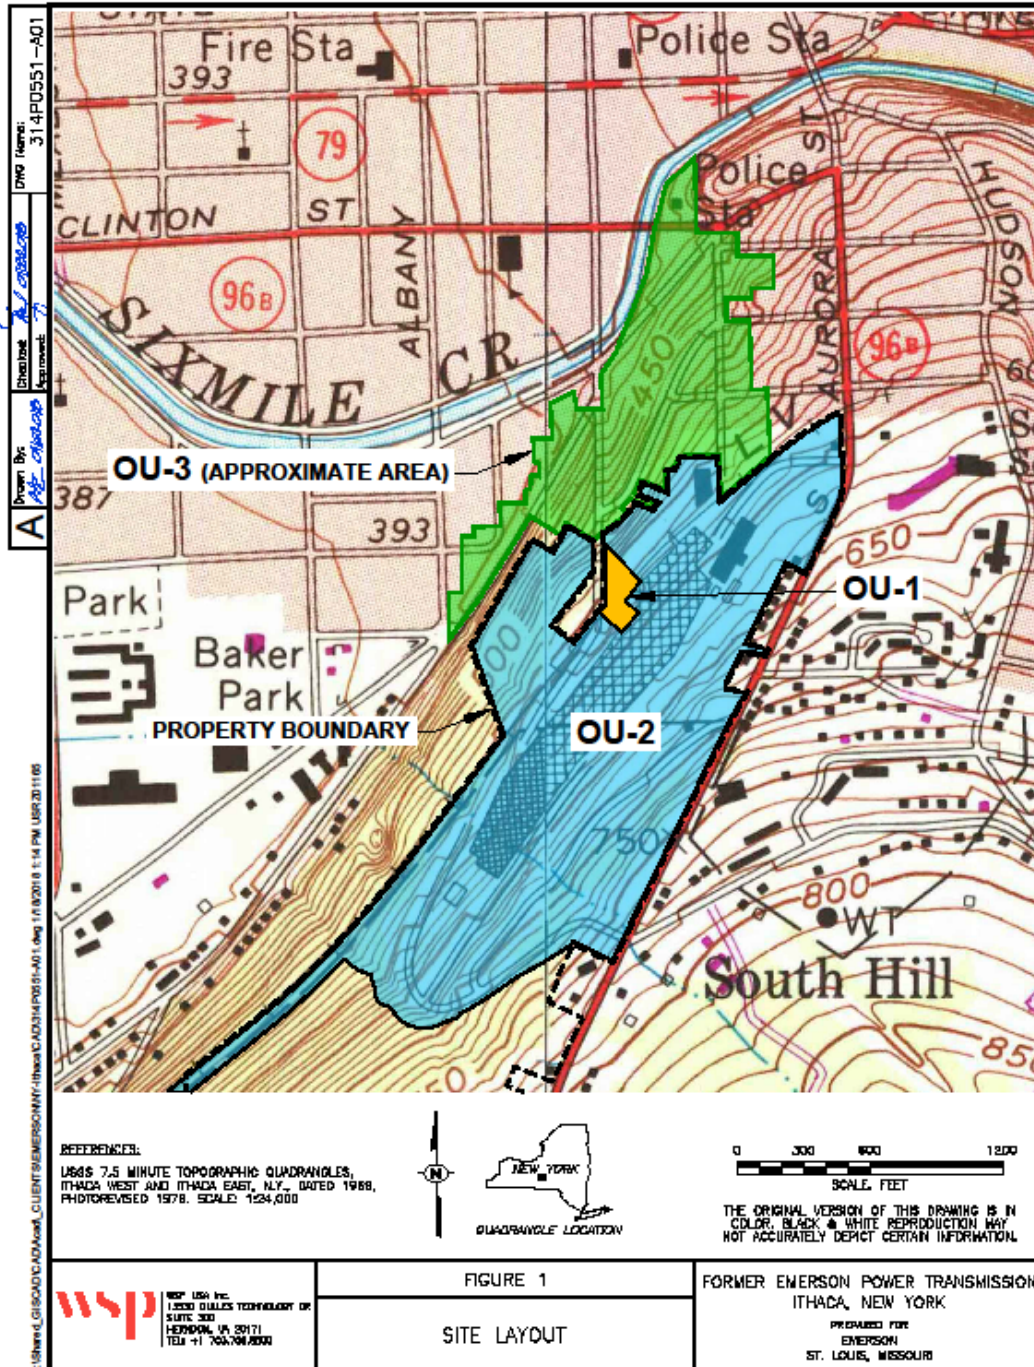 DWG Name:
314P0551-A01
Checked:
Approved:
Drawn By:
A
Fire Sta
393
Police Sta
79
CLINTON
ST
ALBANY
96B
SIXMILE CR
Police
Sta
AURORA ST
HUDSON
96B
450
OU-3 (APPROXIMATE AREA)
387
393
650
OU-1
Park
Baker
Park
PROPERTY BOUNDARY
OU-2
750
800
WT
South Hill
850
REFERENCES:
USGS 7.5 MINUTE TOPOGRAPHIC QUADRANGLES,
ITHACA WEST AND ITHACA EAST, N.Y., DATED 1969,
PHOTOREVISED 1978. SCALE: 1:24,000
N
NEW YORK
QUADRANGLE LOCATION
0 300 600 1200
SCALE, FEET
THE ORIGINAL VERSION OF THIS DRAWING IS IN
COLOR. BLACK & WHITE REPRODUCTION MAY
NOT ACCURATELY DEPICT CERTAIN INFORMATION.
wsp
WSP USA Inc.
13530 DULLES TECHNOLOGY DR
SUITE 300
HERNDON, VA 20171
FIGURE 1
SITE LAYOUT
FORMER EMERSON POWER TRANSMISSION
ITHACA, NEW YORK
PREPARED FOR
EMERSON
ST. LOUIS, MISSOURI